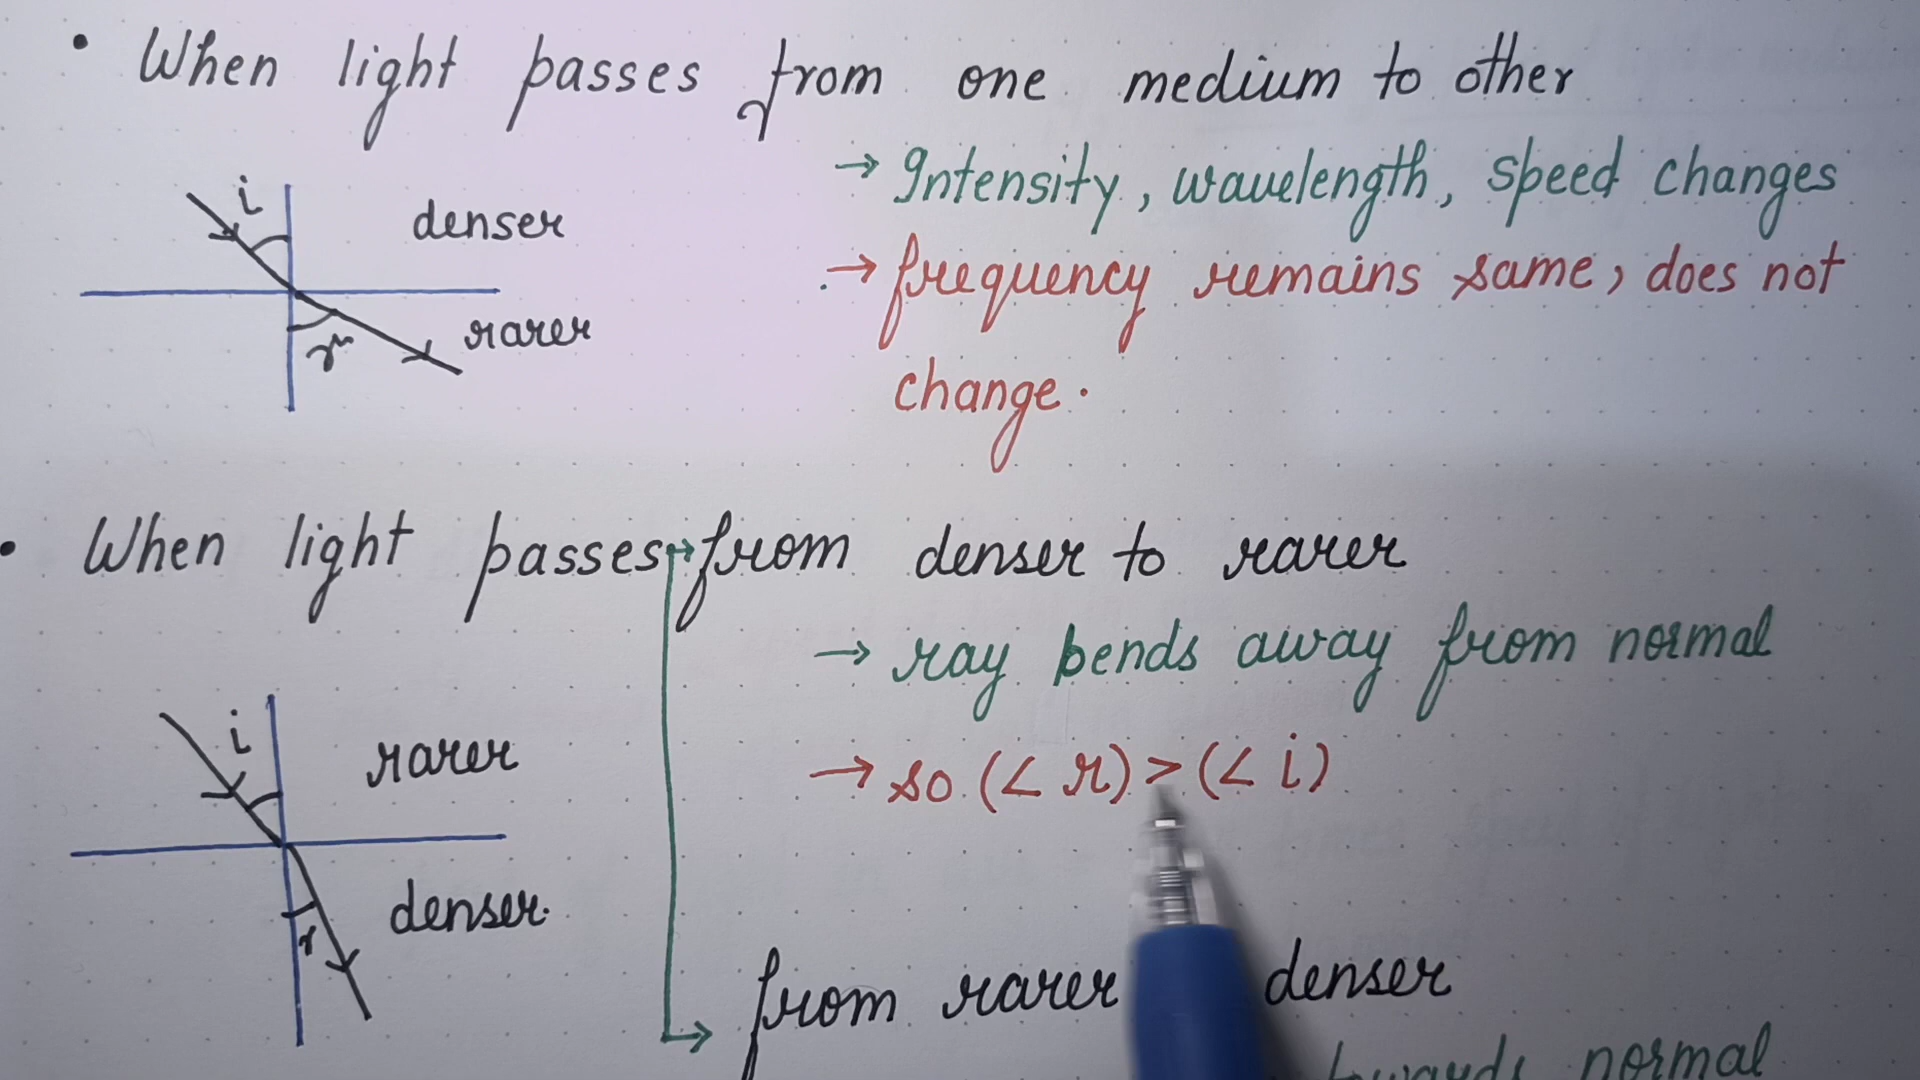 • When light passes from one medium to other
→ Intensity, wavelength, speed changes
i
denser
→ frequency remains same, does not
rarer
r
change.
• When light passes → from denser to rarer
→ ray bends away from normal
i
rarer
→ so (∠ r) > (∠ i)
denser.
r
→ from rarer denser
towards normal